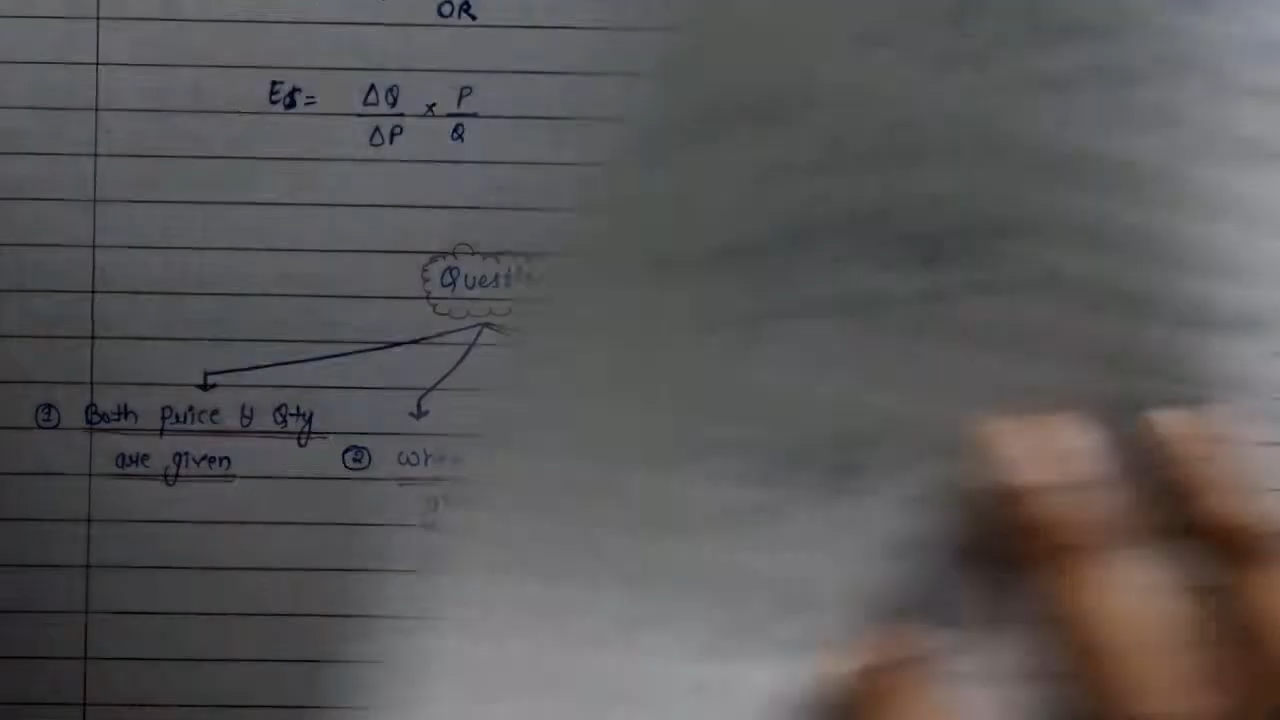 OR
Es = ΔQ/ΔP × P/Q
① Both price & Qty
are given
②